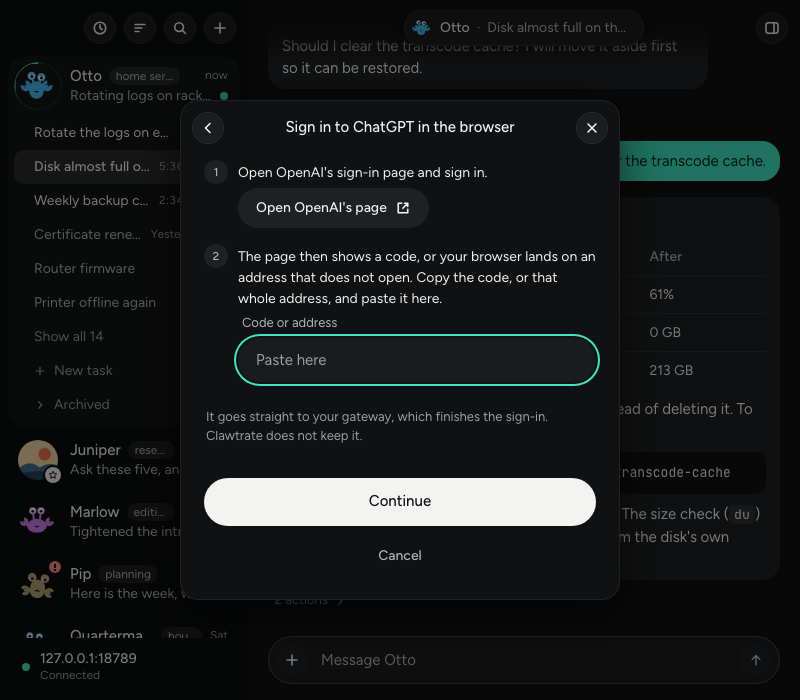 Otto · Disk almost full on th...
Otto home ser... now
Rotating logs on rack...
Rotate the logs on e...
Disk almost full o... 5:36
Weekly backup c... 2:34
Certificate rene... Yeste
Router firmware
Printer offline again
Show all 14
New task
Archived
Juniper rese...
Ask these five, an
Marlow editi...
Tightened the intr
Pip planning
Here is the week, w
Quarterma hou... Sat
127.0.0.1:18789
Connected
Should I clear the transcode cache? I will move it aside first
so it can be restored.
the transcode cache.
After
61%
0 GB
213 GB
ead of deleting it. To
transcode-cache
The size check ( du )
m the disk's own
2 actions
Message Otto
Sign in to ChatGPT in the browser
1 Open OpenAI's sign-in page and sign in.
Open OpenAI's page
2 The page then shows a code, or your browser lands on an
address that does not open. Copy the code, or that
whole address, and paste it here.
Code or address
Paste here
It goes straight to your gateway, which finishes the sign-in.
Clawtrate does not keep it.
Continue
Cancel